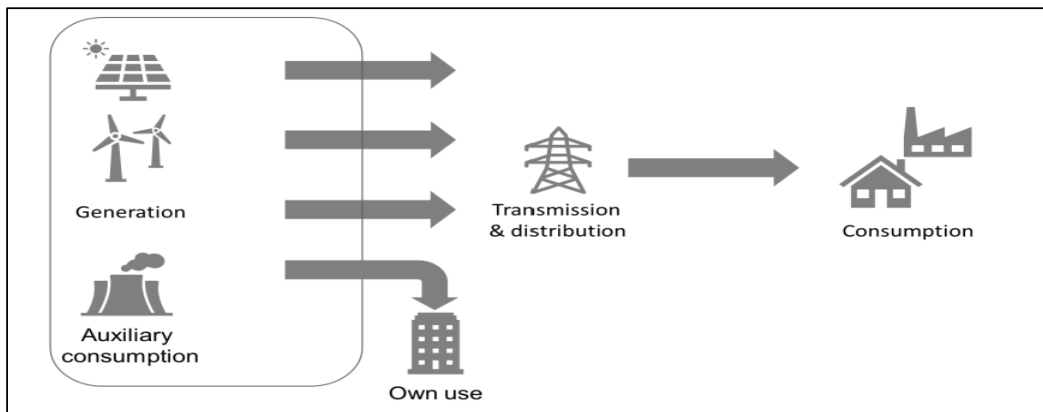 Generation
Auxiliary
consumption
Own use
Transmission
& distribution
Consumption